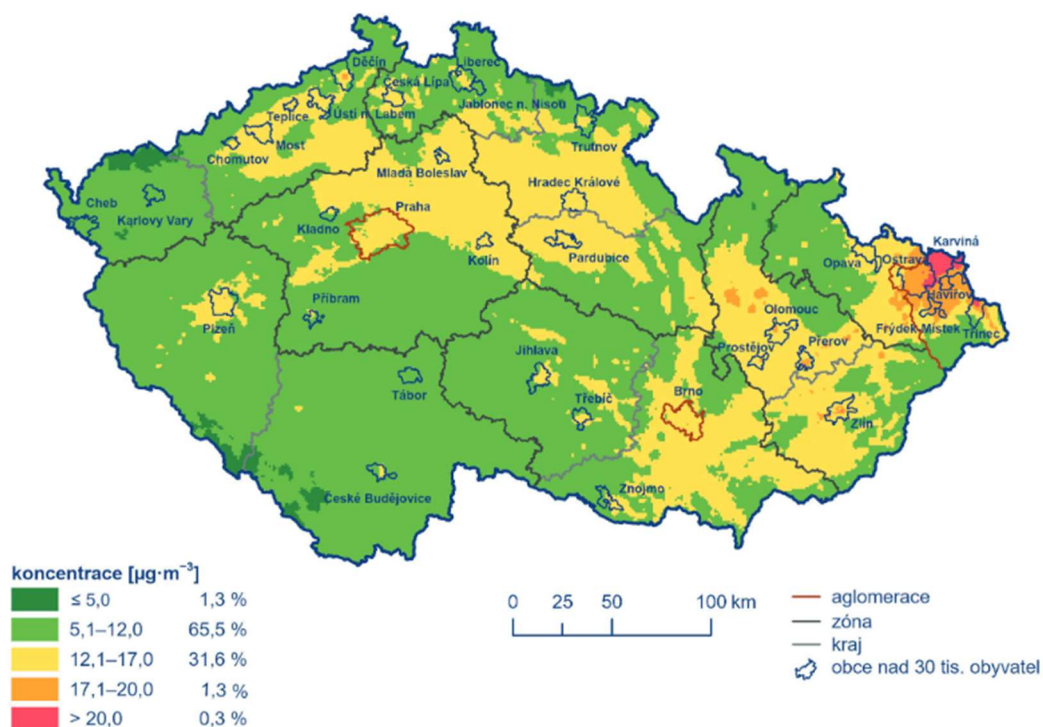 Děčín
Liberec
Česká Lípa
Jablonec n. Nisou
Teplice
Ústí n. Labem
Trutnov
Most
Chomutov
Mladá Boleslav
Hradec Králové
Cheb
Karlovy Vary
Praha
Kladno
Kolín
Pardubice
Karviná
Opava
Ostrava
Havířov
Příbram
Plzeň
Olomouc
Frýdek Místek
Třinec
Prostějov
Přerov
Jihlava
Tábor
Třebíč
Brno
Zlín
České Budějovice
Znojmo
koncentrace [µg·m⁻³]
≤ 5,0 1,3 %
5,1–12,0 65,5 %
12,1–17,0 31,6 %
17,1–20,0 1,3 %
> 20,0 0,3 %
0 25 50 100 km
aglomerace
zóna
kraj
obce nad 30 tis. obyvatel